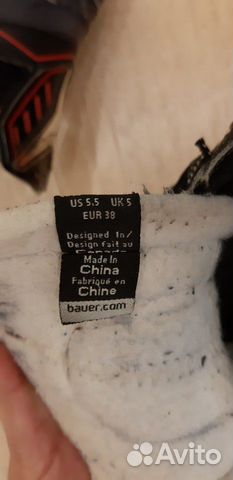 US 5.5 UK 5
EUR 38
Designed In/
Design fait au
Canada
Made In
China
Fabriqué en
Chine
bauer.com
Avito